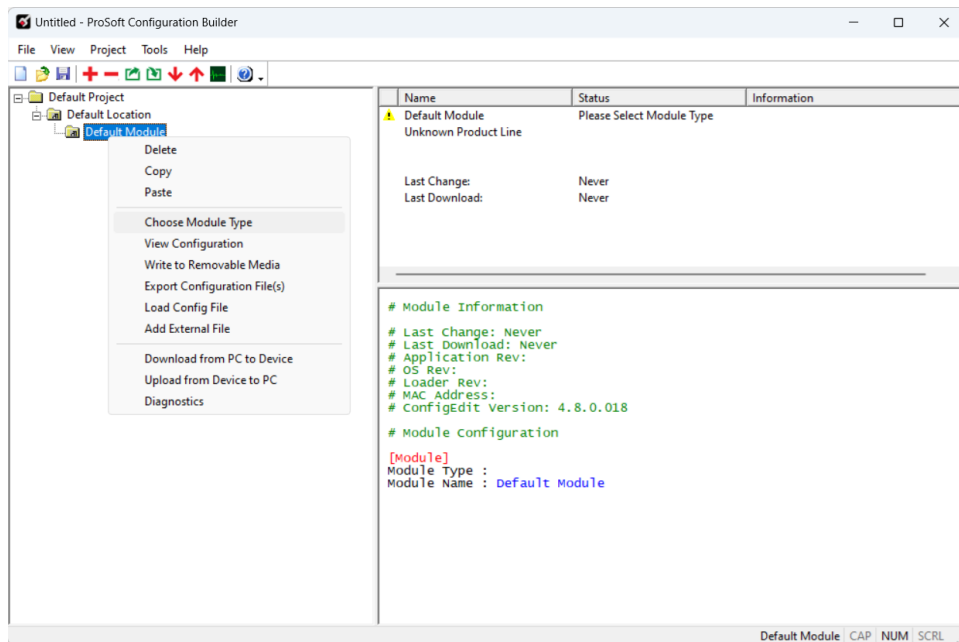 Untitled - ProSoft Configuration Builder
File View Project Tools Help
Default Project
Default Location
Default Module
Delete
Copy
Paste
Choose Module Type
View Configuration
Write to Removable Media
Export Configuration File(s)
Load Config File
Add External File
Download from PC to Device
Upload from Device to PC
Diagnostics
Name Status Information
Default Module Please Select Module Type
Unknown Product Line
Last Change: Never
Last Download: Never
# Module Information
# Last Change: Never
# Last Download: Never
# Application Rev:
# OS Rev:
# Loader Rev:
# MAC Address:
# ConfigEdit Version: 4.8.0.018
# Module Configuration
[Module]
Module Type :
Module Name : Default Module
Default Module CAP NUM SCRL